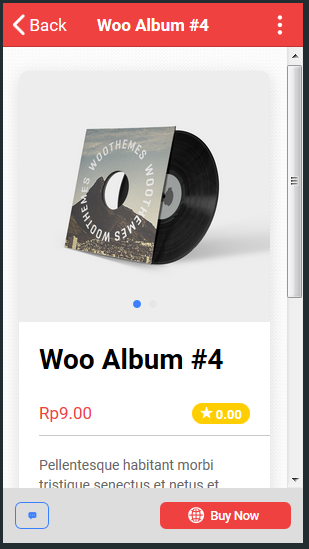 Back
Woo Album #4
WOOTHEMES WOOTHEMES WOOTHEMES
Woo Album #4
Rp9.00
0.00
Pellentesque habitant morbi
tristique senectus et netus et
Buy Now